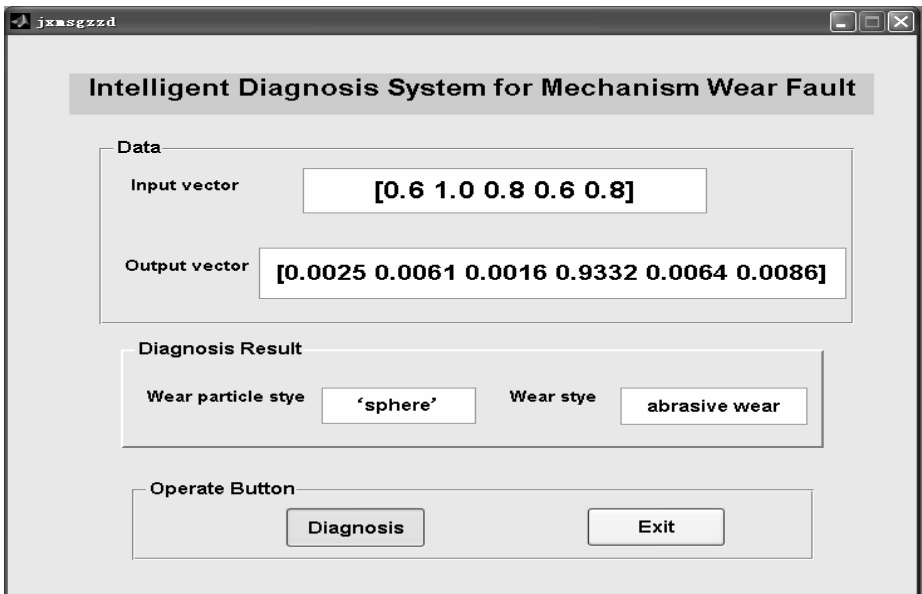 jxmsgzzd
Intelligent Diagnosis System for Mechanism Wear Fault
Data
Input vector [0.6 1.0 0.8 0.6 0.8]
Output vector [0.0025 0.0061 0.0016 0.9332 0.0064 0.0086]
Diagnosis Result
Wear particle stye ‘sphere’ Wear stye abrasive wear
Operate Button
Diagnosis Exit